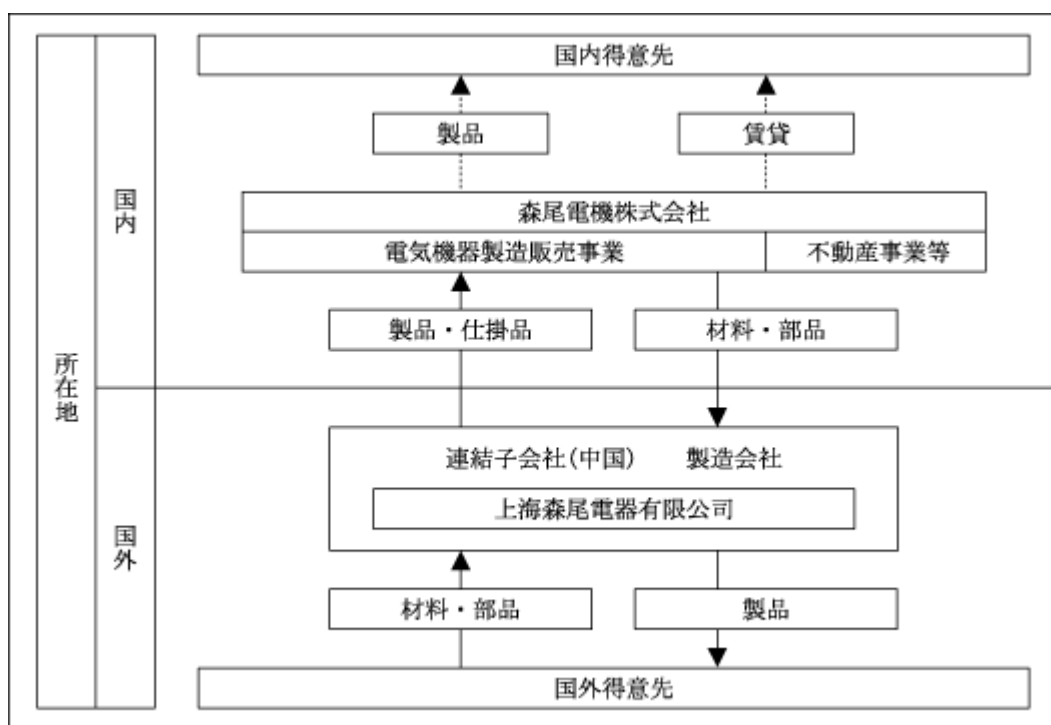 国内得意先
製品
賃貸
国内
森尾電機株式会社
電気機器製造販売事業
不動産事業等
製品・仕掛品
材料・部品
所在地
連結子会社(中国) 製造会社
上海森尾電器有限公司
国外
材料・部品
製品
国外得意先